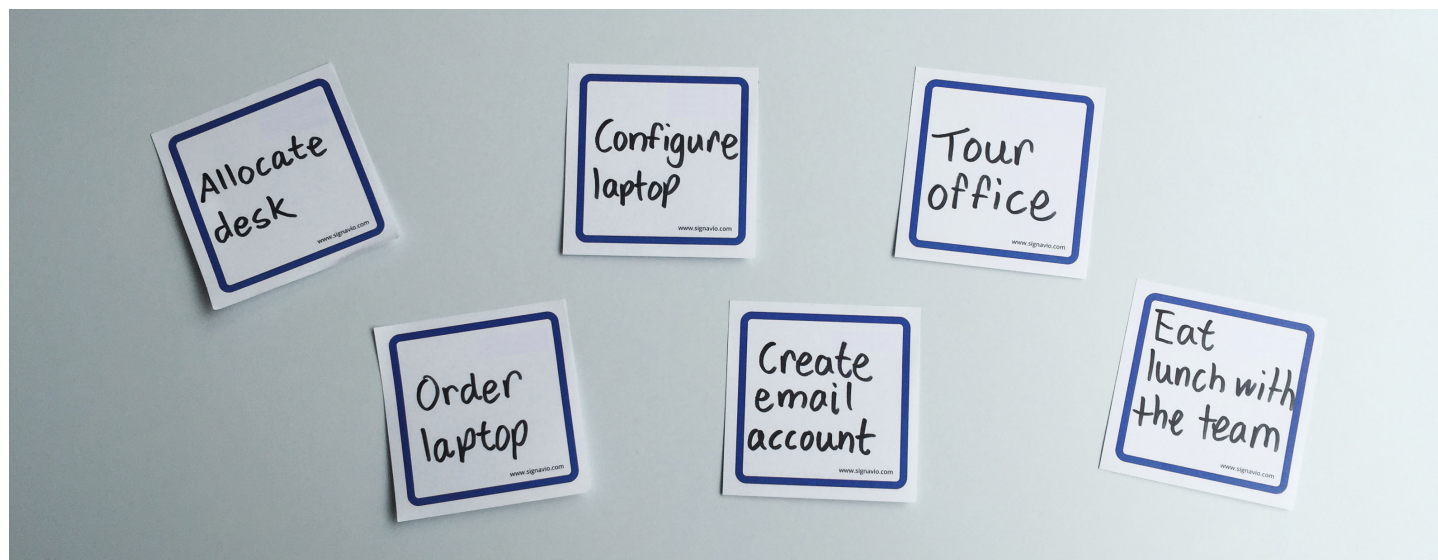 Allocate
desk
www.signavio.com
Configure
laptop
www.signavio.com
Tour
office
www.signavio.com
Order
laptop
www.signavio.com
Create
email
account
www.signavio.com
Eat
lunch with
the team
www.signavio.com